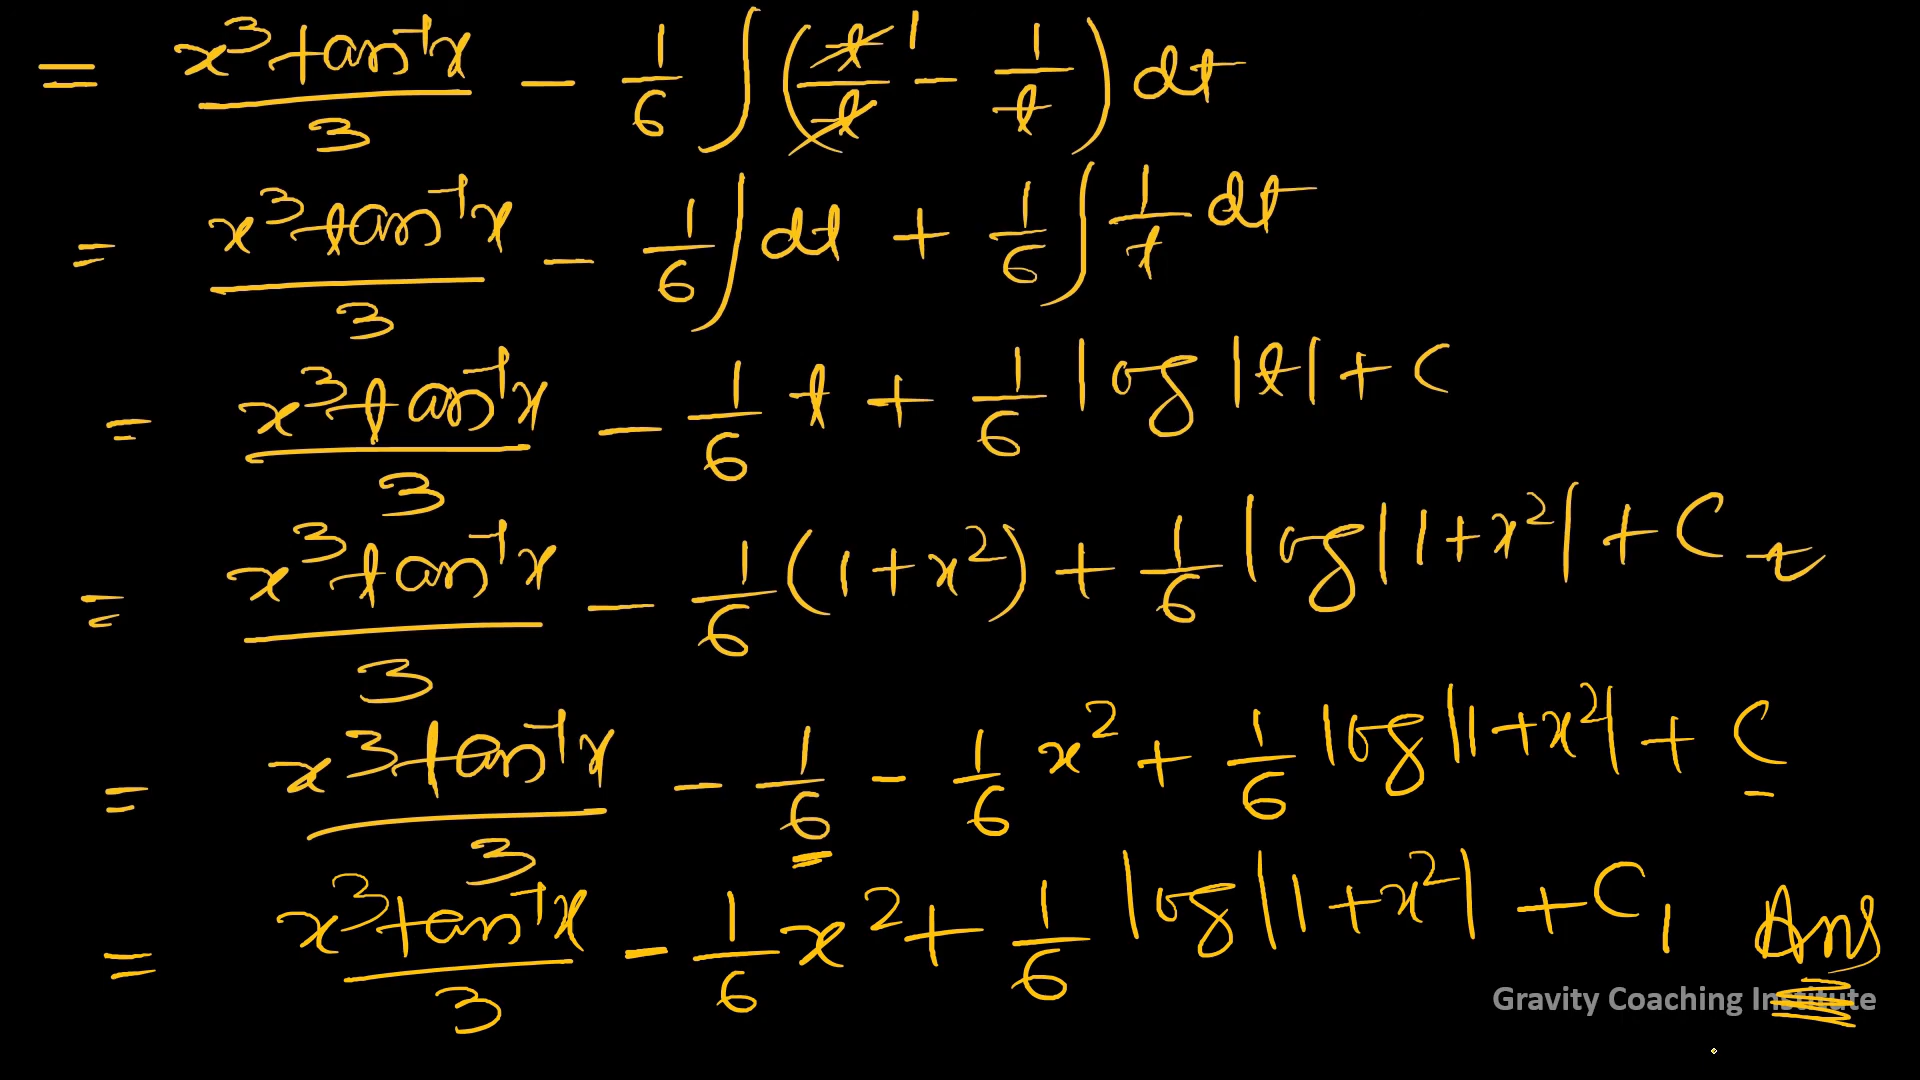 = x³tan⁻¹x/3 - 1/6 ∫(t/t 1 - 1/t) dt
= x³tan⁻¹x/3 - 1/6 ∫dt + 1/6 ∫1/t dt
= x³tan⁻¹x/3 - 1/6 t + 1/6 log|t| + C
= x³tan⁻¹x/3 - 1/6 (1+x²) + 1/6 log|1+x²| + C
= x³tan⁻¹x/3 - 1/6 - 1/6 x² + 1/6 log|1+x²| + C
= x³tan⁻¹x/3 - 1/6 x² + 1/6 log|1+x²| + C₁ Ans
Gravity Coaching Institute